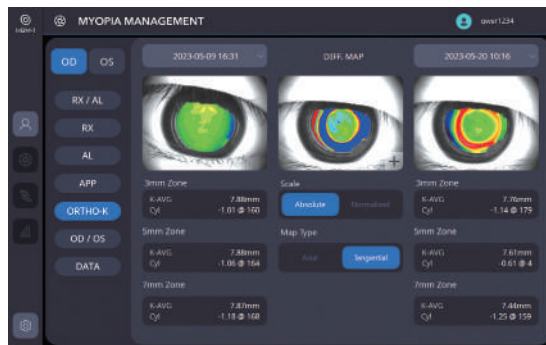 MYOPIA MANAGEMENT
qwsr1234
OD OS
2023-05-09 16:31
DIFF. MAP
2023-05-20 10:16
RX / AL
RX
AL
APP
ORTHO-K
OD / OS
DATA
3mm Zone
K-AVG 7.88mm
Cyl -1.01 @ 160
5mm Zone
K-AVG 7.88mm
Cyl -1.06 @ 164
7mm Zone
K-AVG 7.87mm
Cyl -1.18 @ 168
Scale
Absolute Normalized
Map Type
Axial Tangential
3mm Zone
K-AVG 7.76mm
Cyl -1.14 @ 179
5mm Zone
K-AVG 7.61mm
Cyl -0.61 @ 4
7mm Zone
K-AVG 7.44mm
Cyl -1.25 @ 159